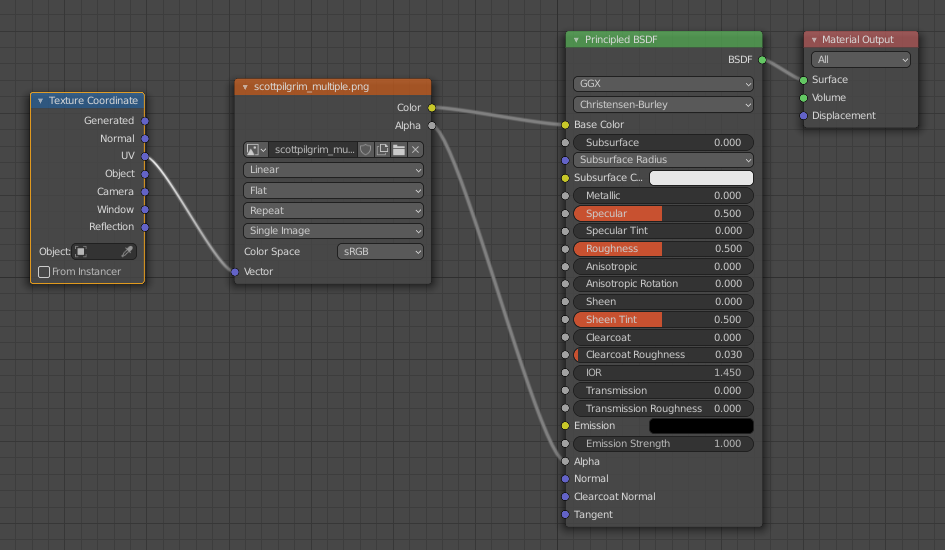 Texture Coordinate
Generated
Normal
UV
Object
Camera
Window
Reflection
Object:
From Instancer
scottpilgrim_multiple.png
Color
Alpha
scottpilgrim_mu...
Linear
Flat
Repeat
Single Image
Color Space sRGB
Vector
Principled BSDF
BSDF
GGX
Christensen-Burley
Base Color
Subsurface 0.000
Subsurface Radius
Subsurface C..
Metallic 0.000
Specular 0.500
Specular Tint 0.000
Roughness 0.500
Anisotropic 0.000
Anisotropic Rotation 0.000
Sheen 0.000
Sheen Tint 0.500
Clearcoat 0.000
Clearcoat Roughness 0.030
IOR 1.450
Transmission 0.000
Transmission Roughness 0.000
Emission
Emission Strength 1.000
Alpha
Normal
Clearcoat Normal
Tangent
Material Output
All
Surface
Volume
Displacement